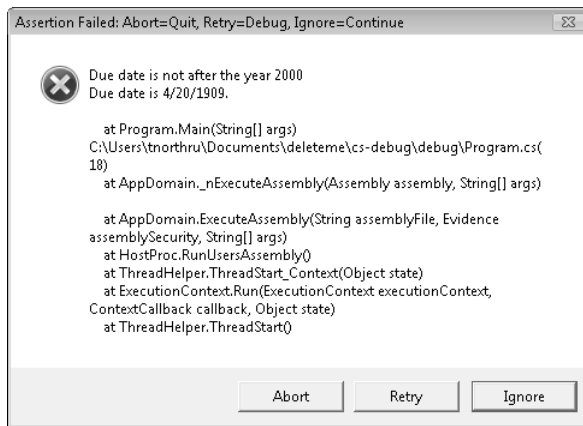 Assertion Failed: Abort=Quit, Retry=Debug, Ignore=Continue
Due date is not after the year 2000
Due date is 4/20/1909.
at Program.Main(String[] args)
C:\Users\tnorthru\Documents\deleteme\cs-debug\debug\Program.cs(
18)
at AppDomain._nExecuteAssembly(Assembly assembly, String[] args)
at AppDomain.ExecuteAssembly(String assemblyFile, Evidence
assemblySecurity, String[] args)
at HostProc.RunUsersAssembly()
at ThreadHelper.ThreadStart_Context(Object state)
at ExecutionContext.Run(ExecutionContext executionContext,
ContextCallback callback, Object state)
at ThreadHelper.ThreadStart()
Abort Retry Ignore